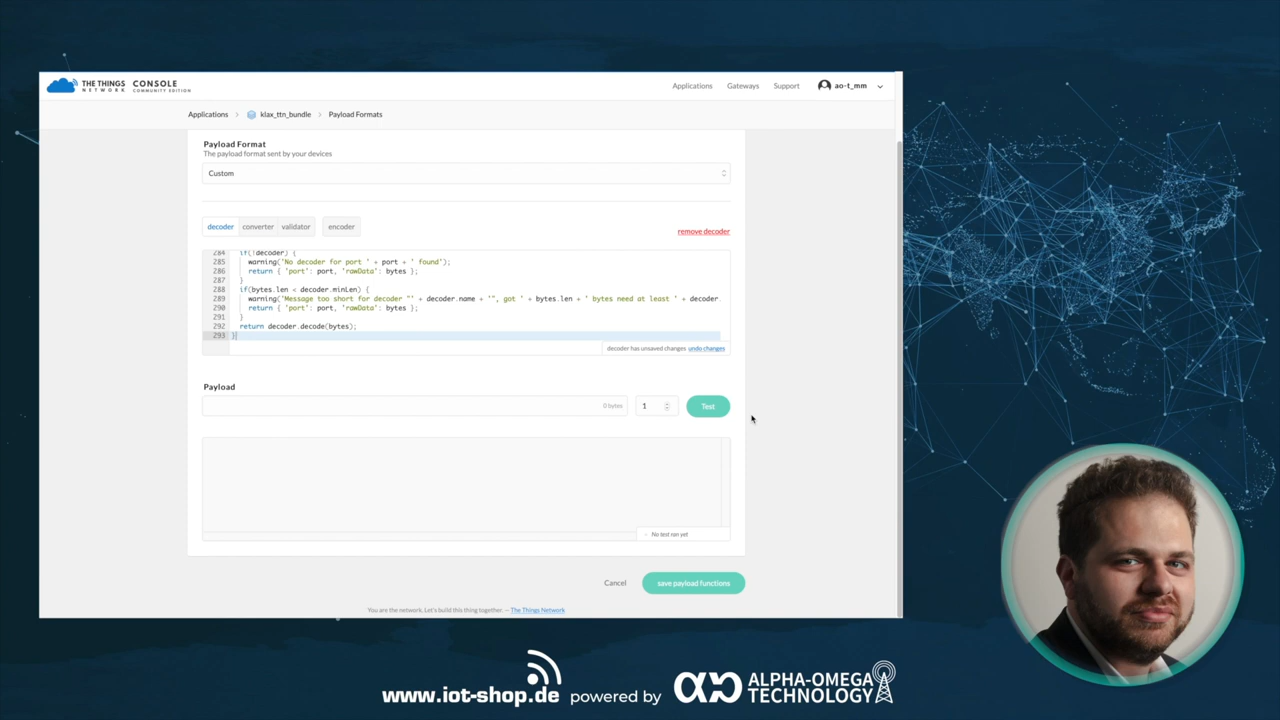 THE THINGS NETWORK CONSOLE COMMUNITY EDITION
Applications Gateways Support ao-t_mm
Applications klax_ttn_bundle Payload Formats
Payload Format
The payload format sent by your devices
Custom
decoder converter validator encoder
remove decoder
284 if(!decoder) {
285 warning('No decoder for port ' + port + ' found');
286 return { 'port': port, 'rawData': bytes };
287 }
288 if(bytes.len < decoder.minLen) {
289 warning('Message too short for decoder "' + decoder.name + '", got ' + bytes.len + ' bytes need at least ' + decoder.
290 return { 'port': port, 'rawData': bytes };
291 }
292 return decoder.decode(bytes);
293 }
decoder has unsaved changes undo changes
Payload
0 bytes 1 Test
No test ran yet
Cancel save payload functions
You are the network. Let's build this thing together. — The Things Network
www.iot-shop.de powered by ALPHA-OMEGA TECHNOLOGY